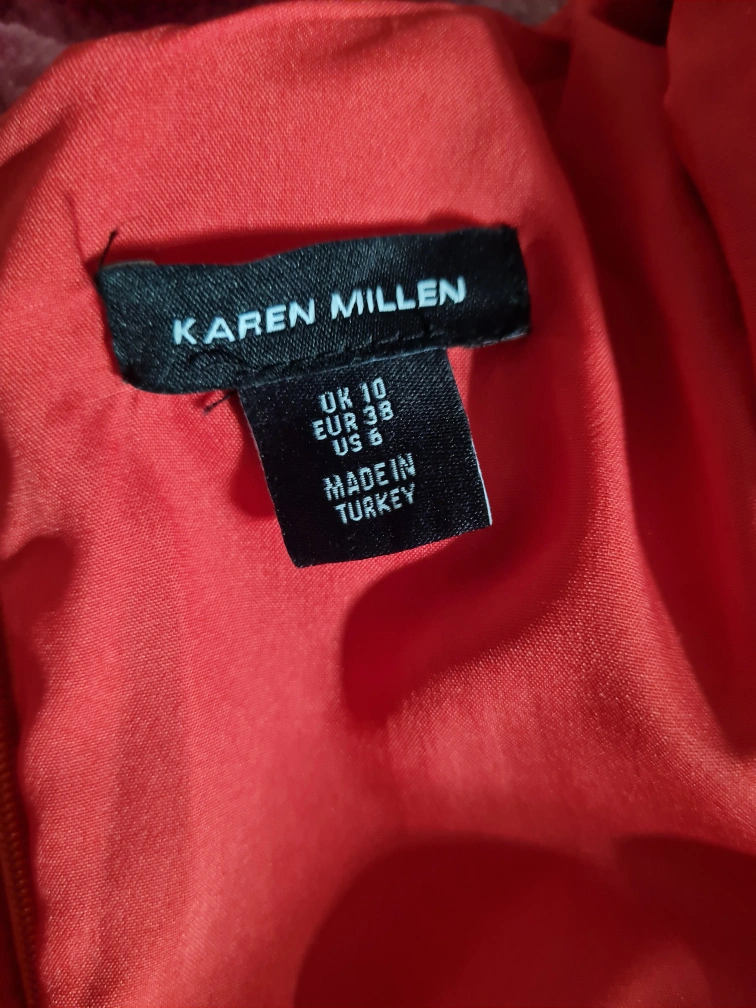 KAREN MILLEN
UK 10
EUR 38
US 6
MADE IN
TURKEY